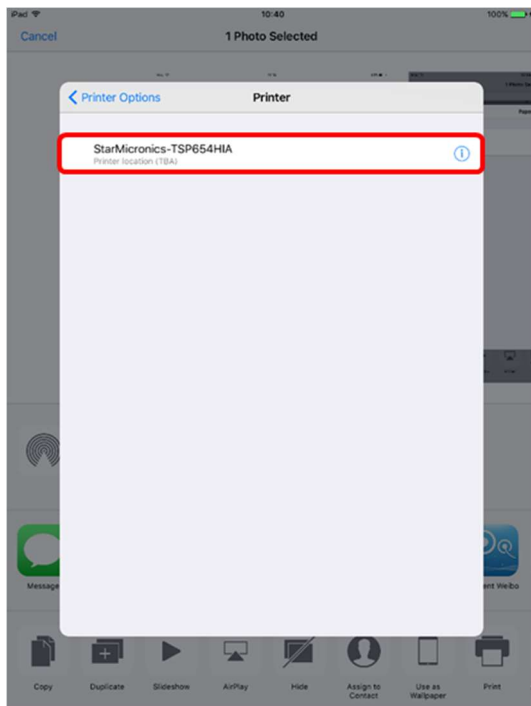 iPad 10:40 100%
Cancel 1 Photo Selected
Printer Options Printer
StarMicronics-TSP654HIA
Printer location (TBA)
Message ent Weibo
Copy Duplicate Slideshow AirPlay Hide Assign to Contact Use as Wallpaper Print